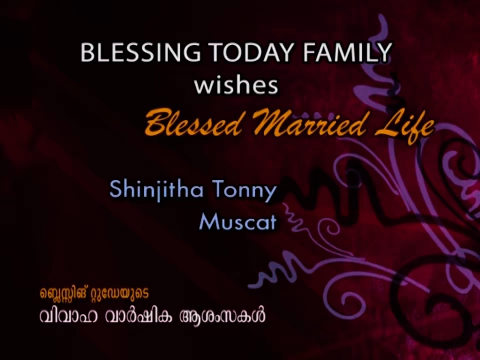 BLESSING TODAY FAMILY
wishes
Blessed Married Life
Shinjitha Tonny
Muscat
ബ്ലെസ്സിങ് റ്റുഡേയുടെ
വിവാഹ വാർഷിക ആശംസകൾ